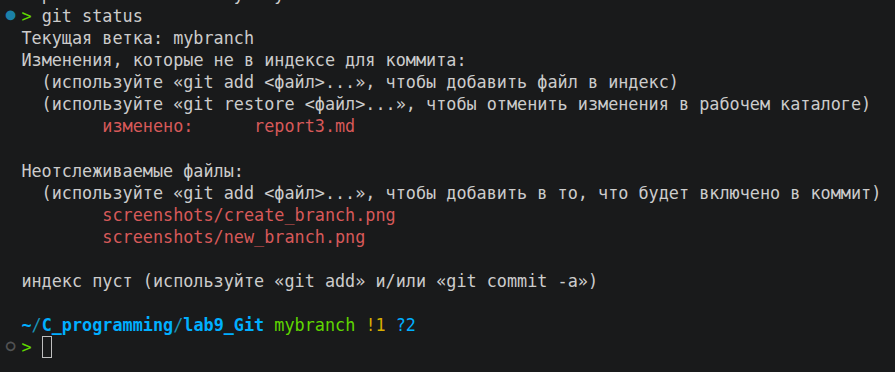 > git status
Текущая ветка: mybranch
Изменения, которые не в индексе для коммита:
  (используйте «git add <файл>...», чтобы добавить файл в индекс)
  (используйте «git restore <файл>...», чтобы отменить изменения в рабочем каталоге)
        изменено:      report3.md

Неотслеживаемые файлы:
  (используйте «git add <файл>...», чтобы добавить в то, что будет включено в коммит)
        screenshots/create_branch.png
        screenshots/new_branch.png

индекс пуст (используйте «git add» и/или «git commit -a»)

~/C_programming/lab9_Git mybranch !1 ?2
>